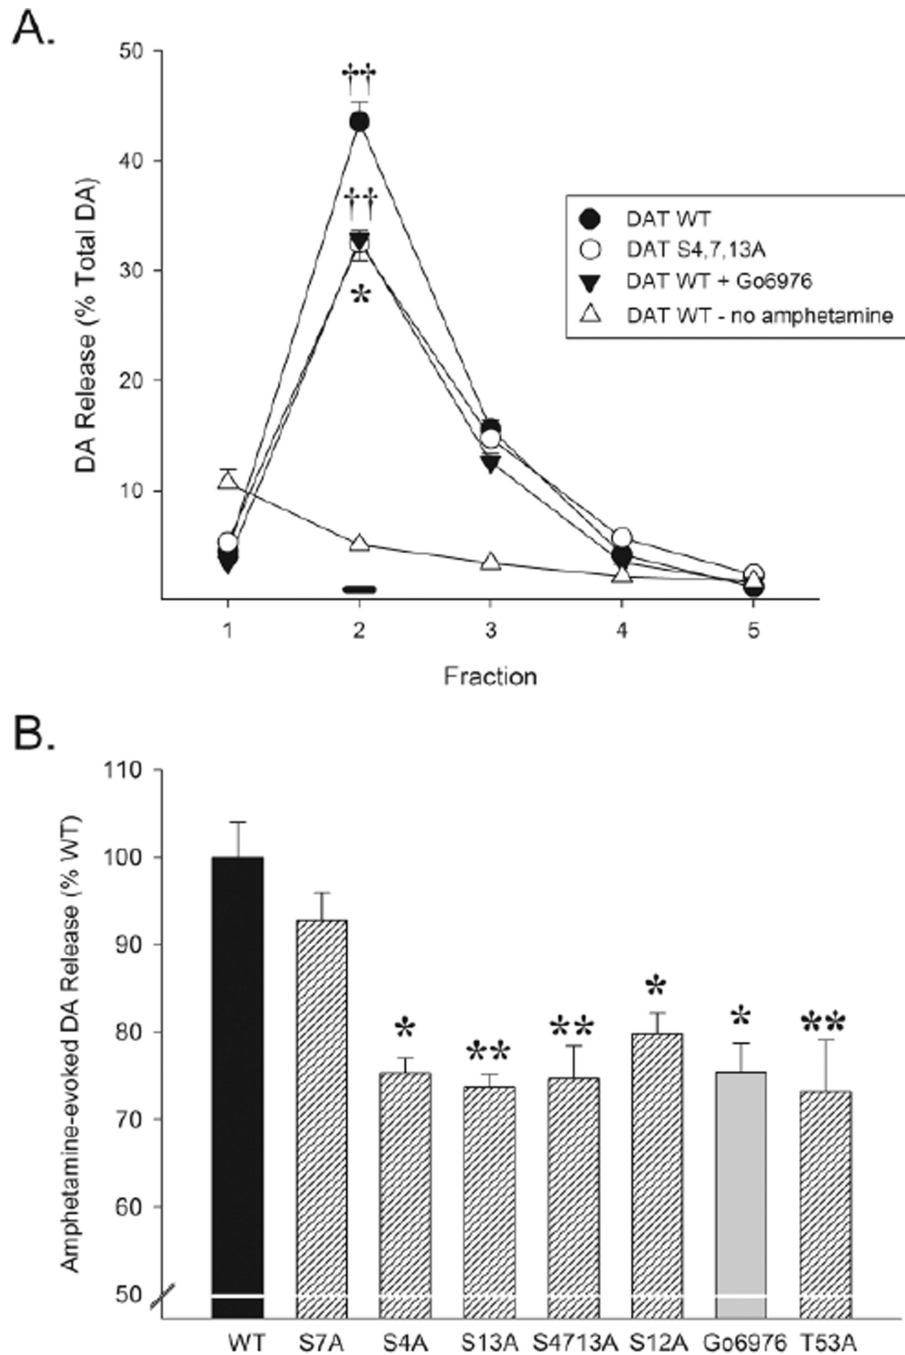 A.
50
40
30
20
10
DA Release (% Total DA)
††
††
*
DAT WT
DAT S4,7,13A
DAT WT + Go6976
DAT WT - no amphetamine
1 2 3 4 5
Fraction
B.
110
100
90
80
70
60
50
Amphetamine-evoked DA Release (% WT)
* ** ** * * **
WT S7A S4A S13A S4713A S12A Go6976 T53A